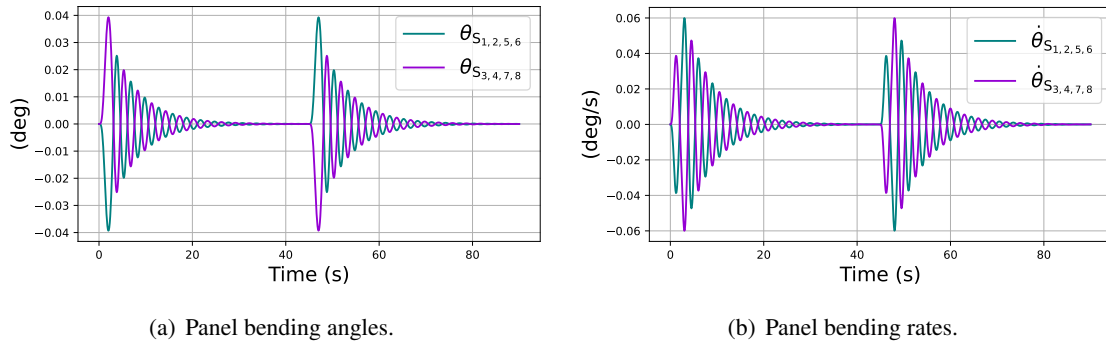 0.04
0.03
0.02
0.01
0.00
−0.01
−0.02
−0.03
−0.04
(deg)
θS1,2,5,6
θS3,4,7,8
0 20 40 60 80
Time (s)
(a) Panel bending angles.
0.06
0.04
0.02
0.00
−0.02
−0.04
−0.06
(deg/s)
θ̇S1,2,5,6
θ̇S3,4,7,8
0 20 40 60 80
Time (s)
(b) Panel bending rates.